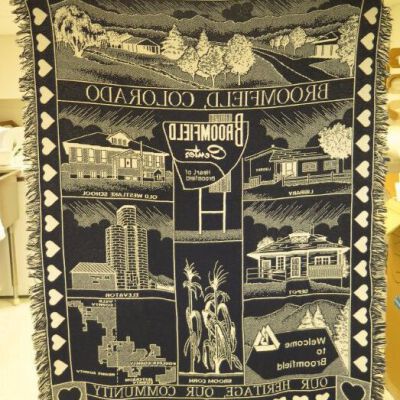 BROOMFIELD, COLORADO
BROOMFIELD
Center
Heart of
Broomfield
OLD WESTLAKE SCHOOL
LIBRARY
ELEVATOR
DEPOT
BROOM CORN
Welcome
to
Broomfield
OUR HERITAGE OUR COMMUNITY